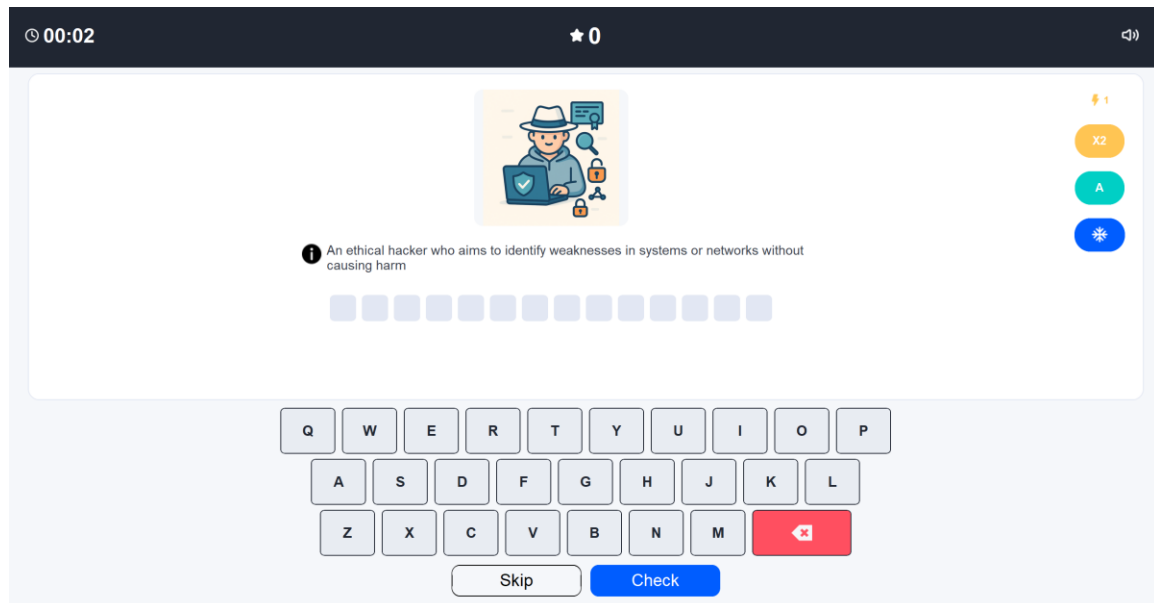 00:02
0
1
X2
A
An ethical hacker who aims to identify weaknesses in systems or networks without
causing harm
Q W E R T Y U I O P
A S D F G H J K L
Z X C V B N M
Skip Check